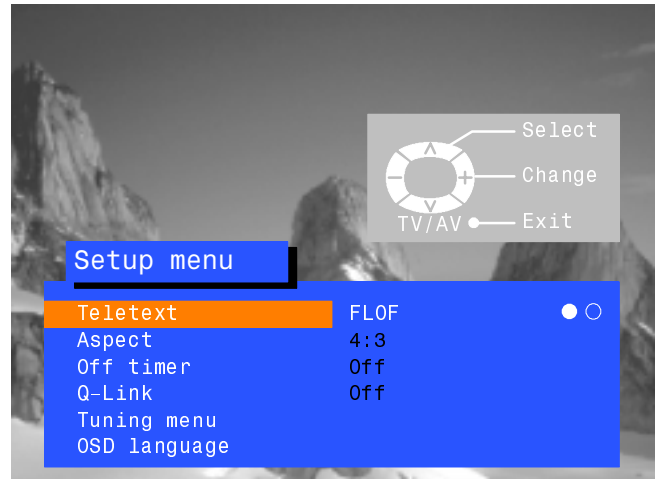 Select
Change
TV/AV Exit
Setup menu
Teletext FLOF
Aspect 4:3
Off timer Off
Q-Link Off
Tuning menu
OSD language